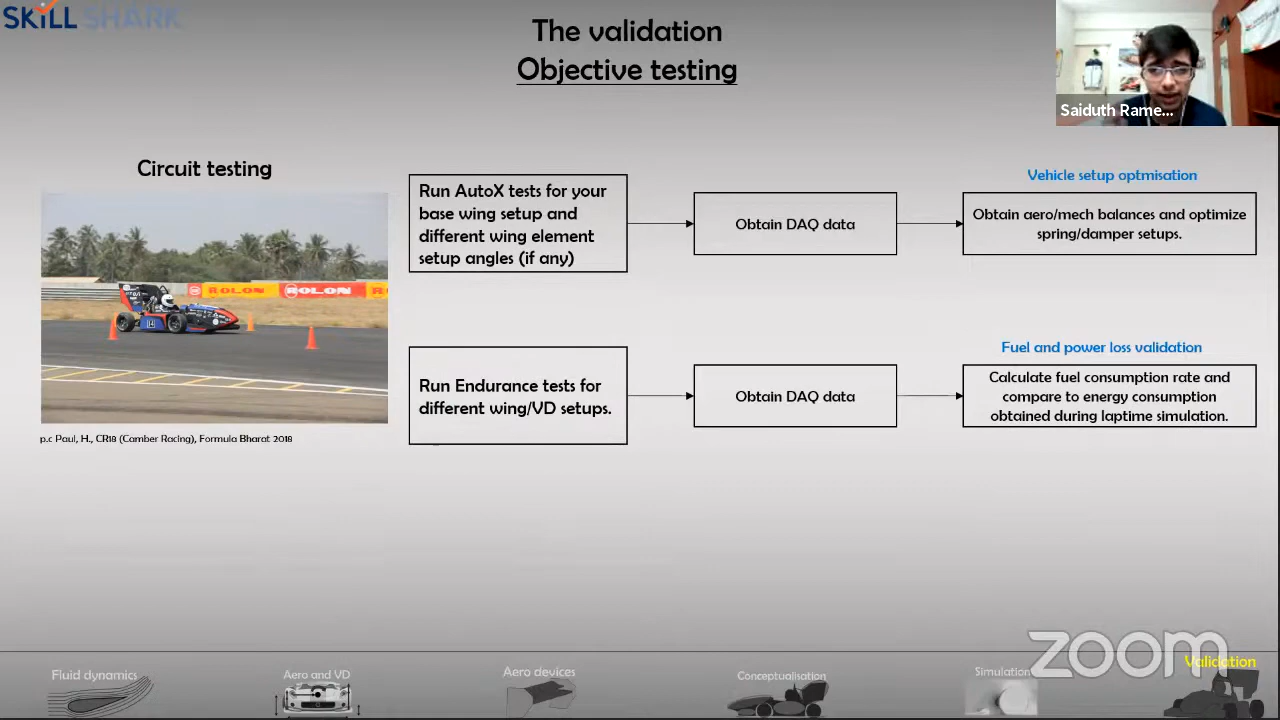 SKILL SHARK
The validation
Objective testing
Saiduth Rame...
Circuit testing
Run AutoX tests for your
base wing setup and
different wing element
setup angles (if any)
Obtain DAQ data
Vehicle setup optmisation
Obtain aero/mech balances and optimize
spring/damper setups.
ROLON
ROLON
Run Endurance tests for
different wing/VD setups.
Obtain DAQ data
Fuel and power loss validation
Calculate fuel consumption rate and
compare to energy consumption
obtained during laptime simulation.
p.c Paul, H., CR18 (Camber Racing), Formula Bharat 2018
zoom
Fluid dynamics
Aero and VD
Aero devices
Conceptualisation
Simulation
Validation